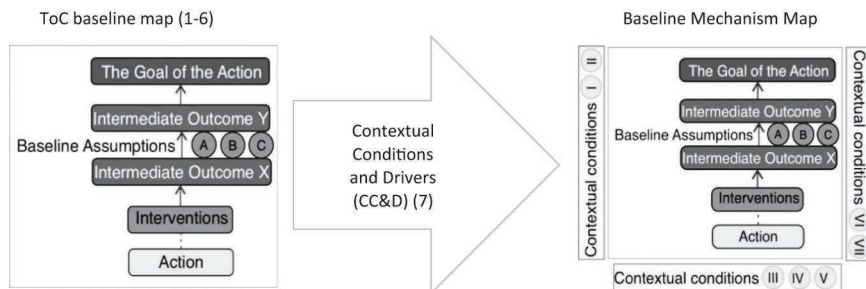 ToC baseline map (1-6)
The Goal of the Action
Intermediate Outcome Y
Baseline Assumptions A B C
Intermediate Outcome X
Interventions
Action
Contextual
Conditions
and Drivers
(CC&D) (7)
Baseline Mechanism Map
Contextual conditions I II
The Goal of the Action
Intermediate Outcome Y
Baseline Assumptions A B C
Intermediate Outcome X
Interventions
Action
Contextual conditions VI VII
Contextual conditions III IV V